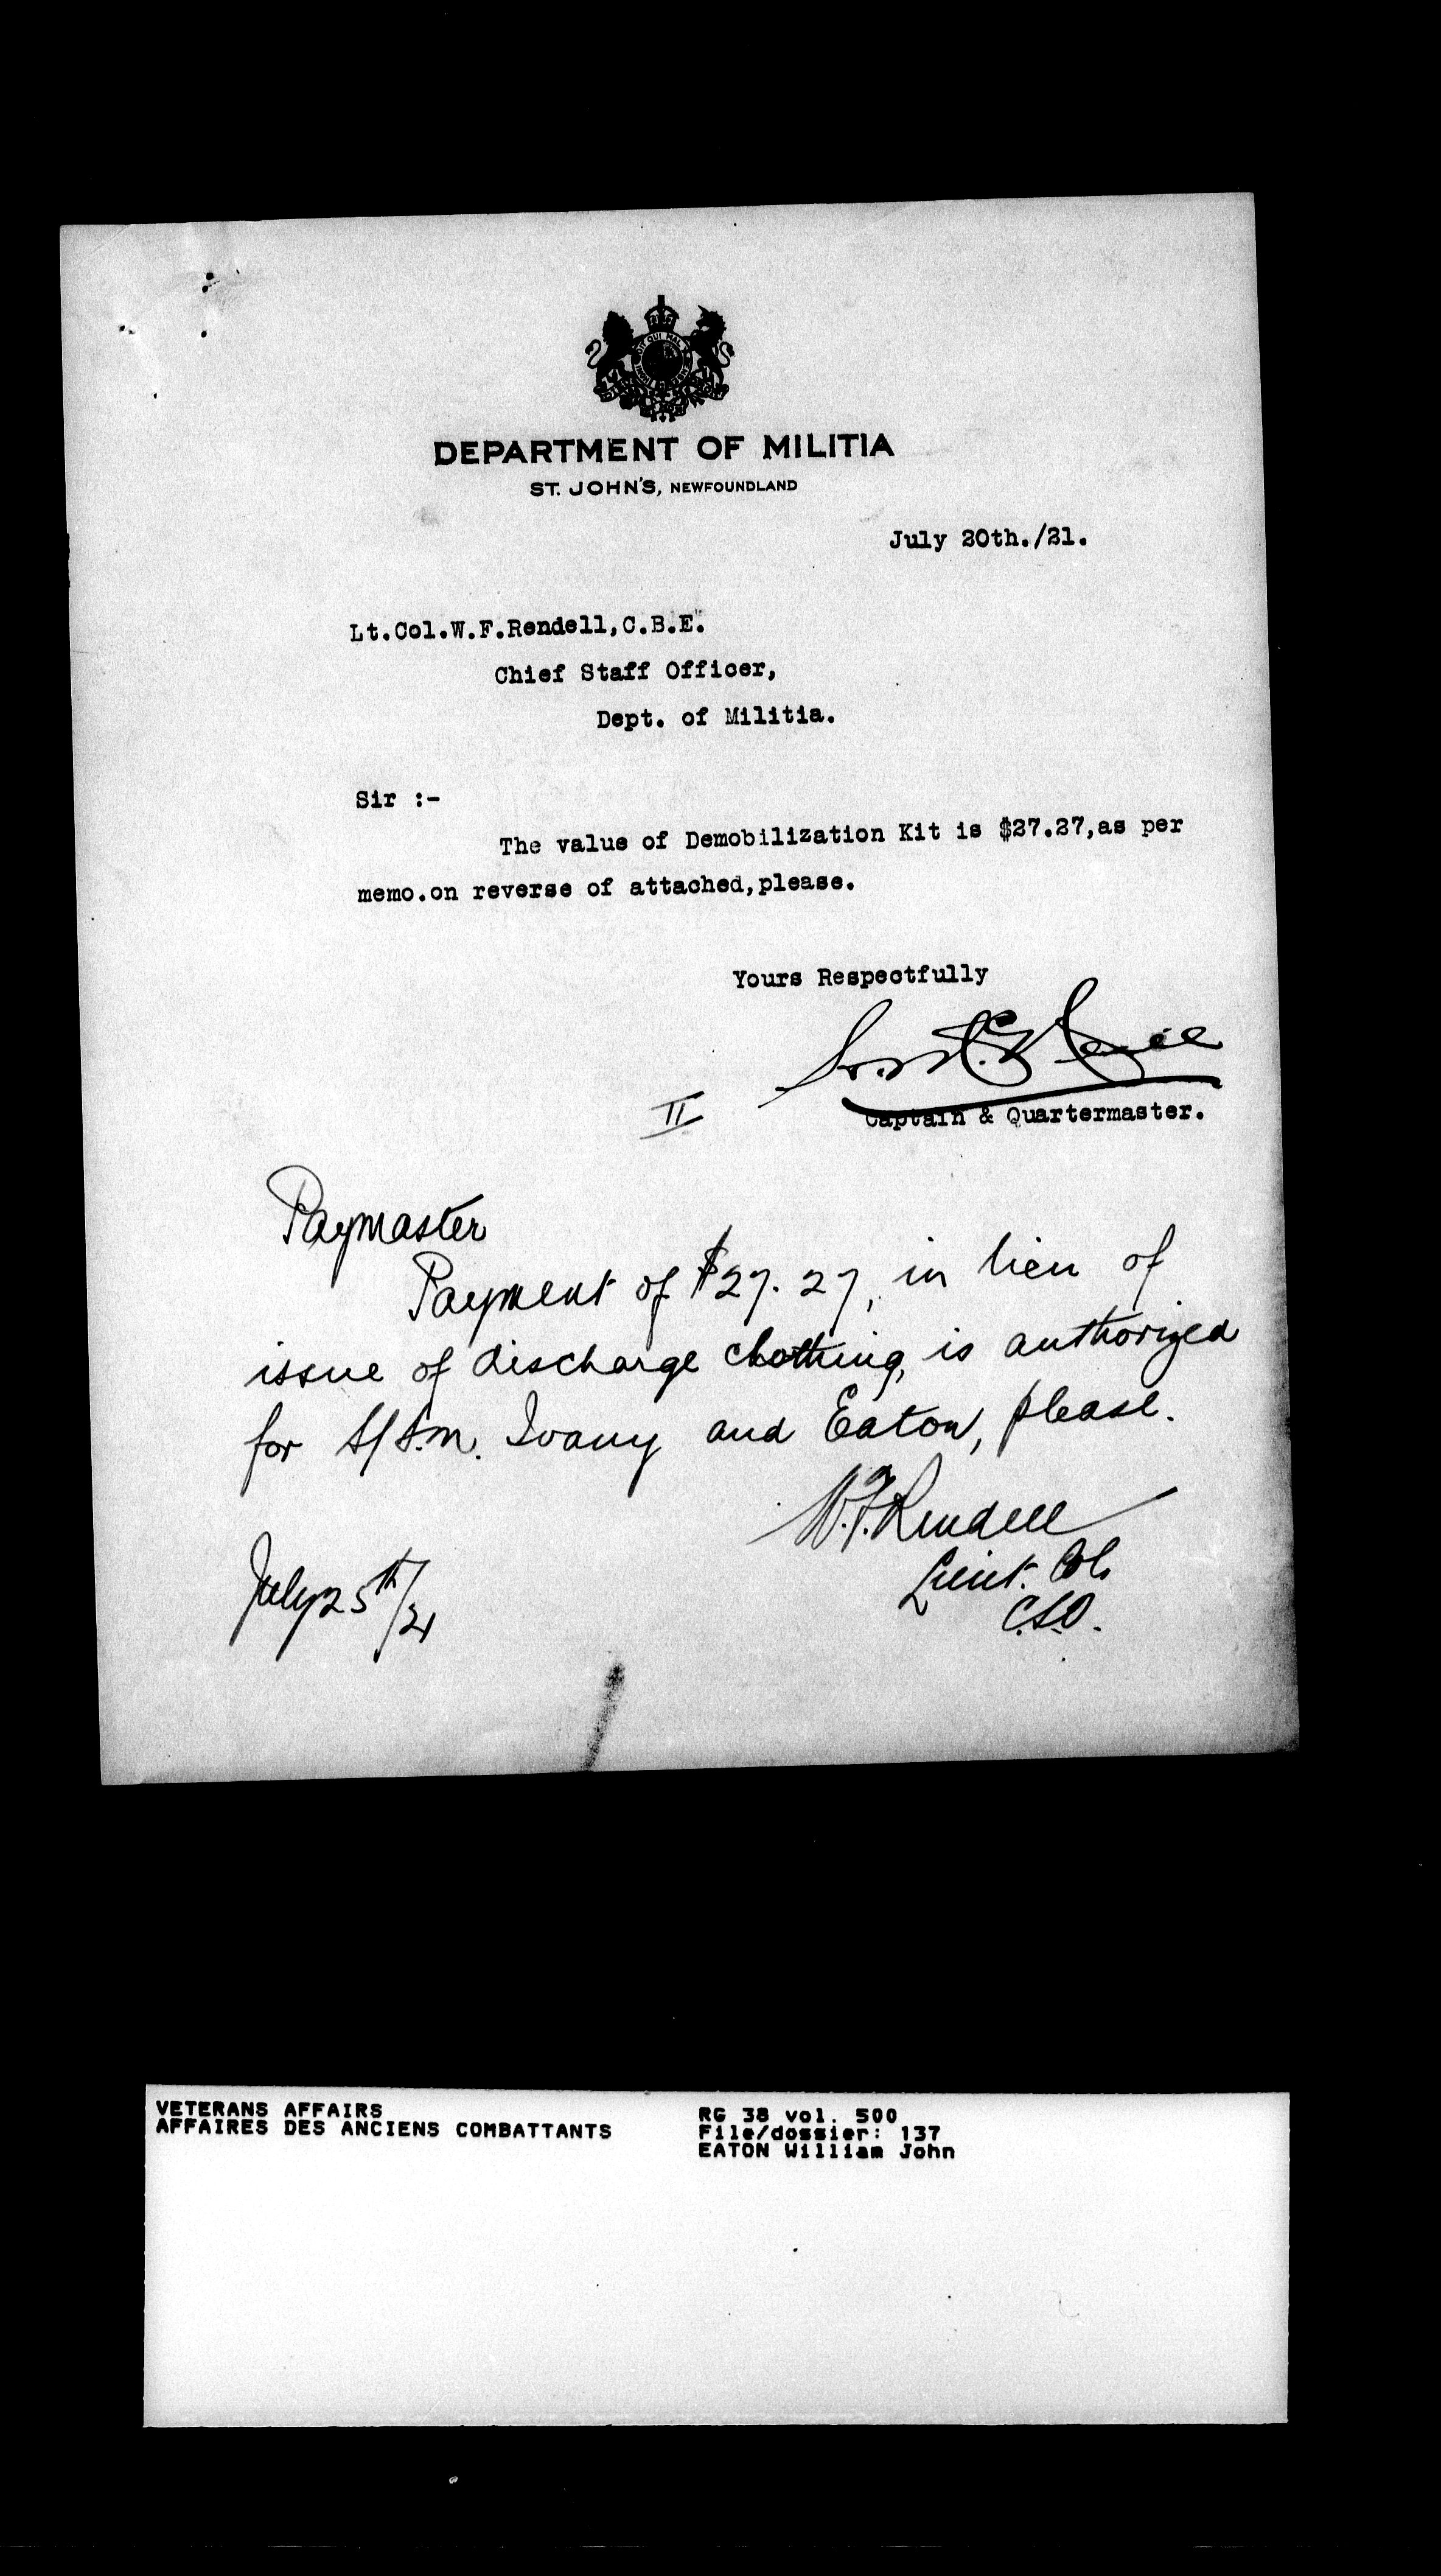 DEPARTMENT OF MILITIA
ST. JOHN'S, NEWFOUNDLAND
July 20th./21.
Lt.Col.W.F.Rendell,C.B.E.
Chief Staff Officer,
Dept. of Militia.
Sir :-
The value of Demobilization Kit is $27.27,as per
memo.on reverse of attached,please.
Yours Respectfully
Captain & Quartermaster.
II
Paymaster
Payment of $27.27, in lieu of
issue of discharge clothing, is authorized
for S/S.M. Ivany and Eaton, please.
W.F.Rendell
Lieut. Col.
C.S.O.
July 25th/21
VETERANS AFFAIRS
AFFAIRES DES ANCIENS COMBATTANTS
RG 38 vol. 500
File/dossier: 137
EATON William John